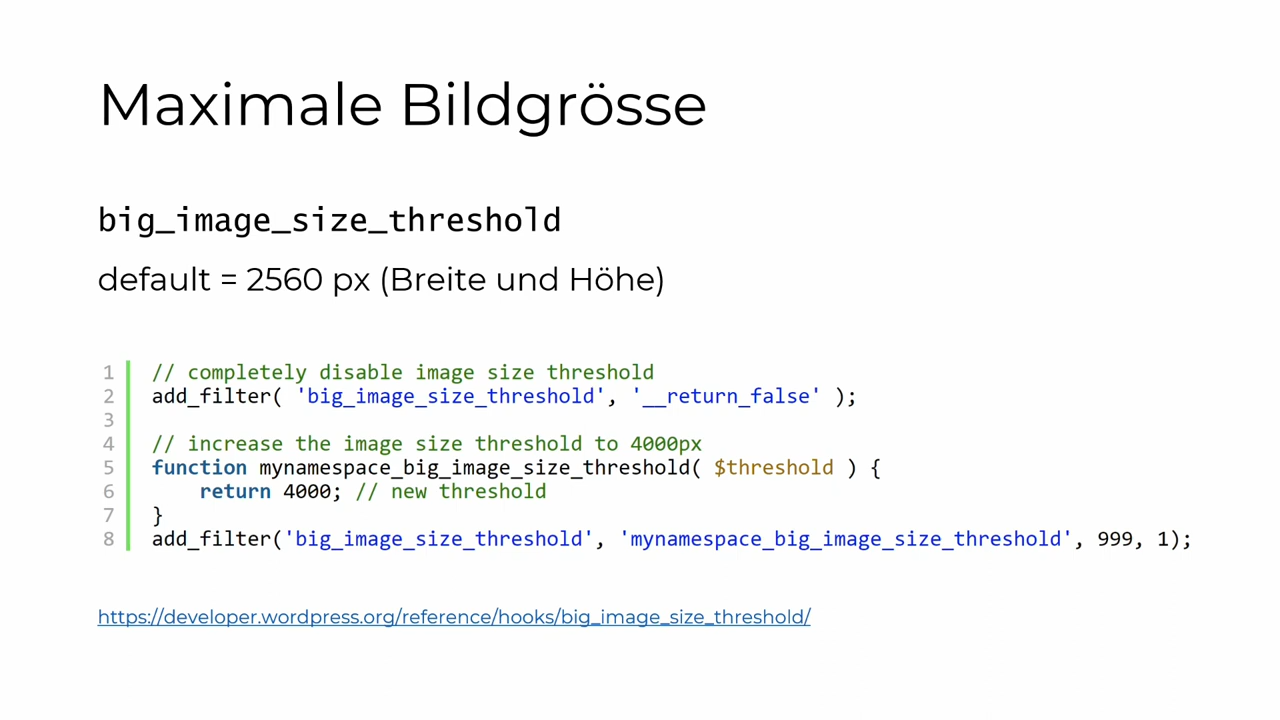 Maximale Bildgrösse
big_image_size_threshold
default = 2560 px (Breite und Höhe)
1 // completely disable image size threshold
2 add_filter( 'big_image_size_threshold', '__return_false' );
3
4 // increase the image size threshold to 4000px
5 function mynamespace_big_image_size_threshold( $threshold ) {
6     return 4000; // new threshold
7 }
8 add_filter('big_image_size_threshold', 'mynamespace_big_image_size_threshold', 999, 1);
https://developer.wordpress.org/reference/hooks/big_image_size_threshold/